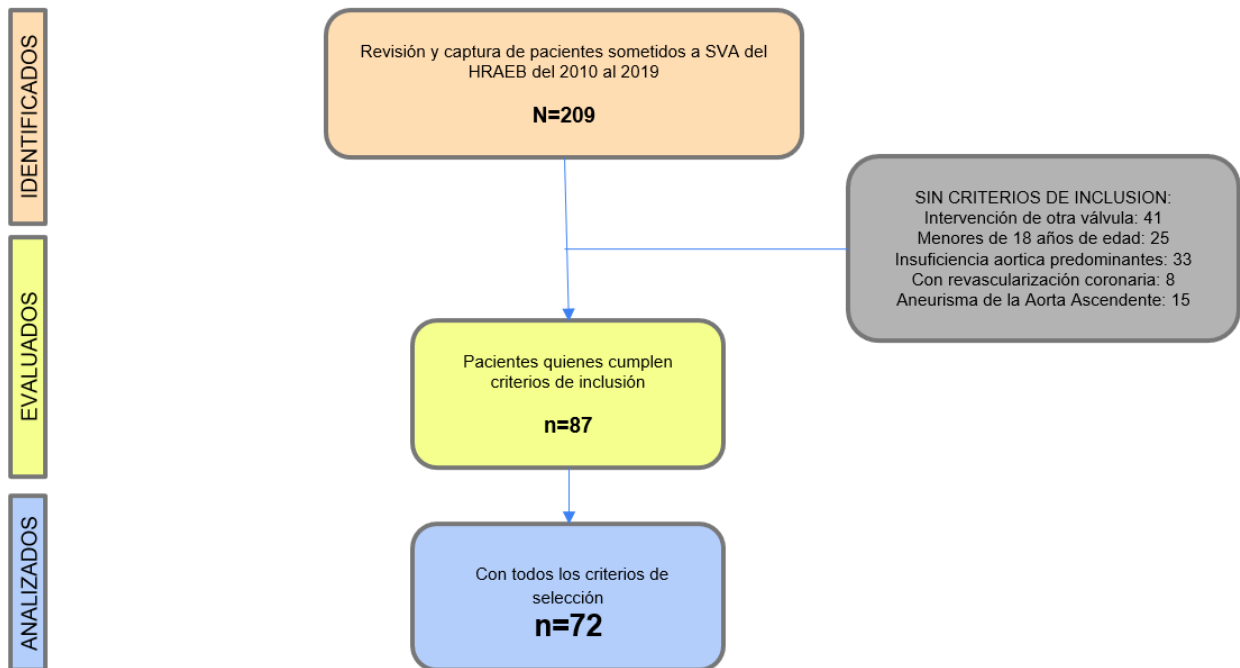 IDENTIFICADOS
Revisión y captura de pacientes sometidos a SVA del
HRAEB del 2010 al 2019
N=209
SIN CRITERIOS DE INCLUSION:
Intervención de otra válvula: 41
Menores de 18 años de edad: 25
Insuficiencia aortica predominantes: 33
Con revascularización coronaria: 8
Aneurisma de la Aorta Ascendente: 15
EVALUADOS
Pacientes quienes cumplen
criterios de inclusión
n=87
ANALIZADOS
Con todos los criterios de
selección
n=72